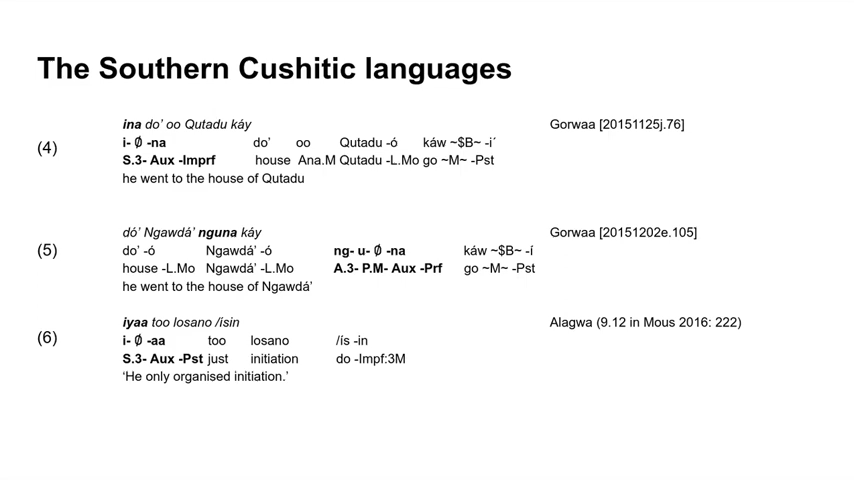 The Southern Cushitic languages
ina do’ oo Qutadu káy Gorwaa [20151125j.76]
(4) i- ∅ -na do’ oo Qutadu -ó káw ~$B~ -i´
S.3- Aux -Imprf house Ana.M Qutadu -L.Mo go ~M~ -Pst
he went to the house of Qutadu
dó’ Ngawdá’ nguna káy Gorwaa [20151202e.105]
(5) do’ -ó Ngawdá’ -ó ng- u- ∅ -na káw ~$B~ -í
house -L.Mo Ngawdá’ -L.Mo A.3- P.M- Aux -Prf go ~M~ -Pst
he went to the house of Ngawdá’
iyaa too losano /isin Alagwa (9.12 in Mous 2016: 222)
(6) i- ∅ -aa too losano /ís -in
S.3- Aux -Pst just initiation do -Impf:3M
‘He only organised initiation.’